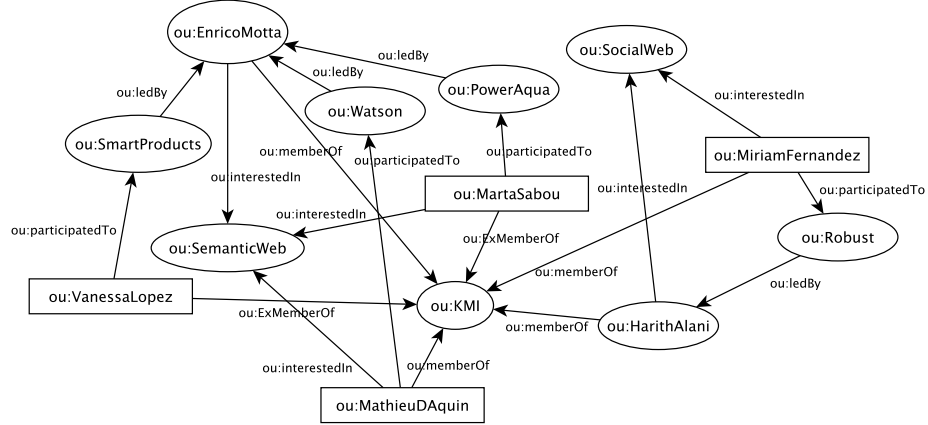 ou:EnricoMotta
ou:SocialWeb
ou:ledBy
ou:ledBy
ou:PowerAqua
ou:ledBy
ou:Watson
ou:interestedIn
ou:SmartProducts
ou:memberOf
ou:participatedTo
ou:participatedTo
ou:MiriamFernandez
ou:interestedIn
ou:MartaSabou
ou:interestedIn
ou:participatedTo
ou:interestedIn
ou:participatedTo
ou:SemanticWeb
ou:ExMemberOf
ou:Robust
ou:memberOf
ou:ledBy
ou:VanessaLopez
ou:ExMemberOf
ou:KMI
ou:memberOf
ou:HarithAlani
ou:interestedIn
ou:memberOf
ou:MathieuDAquin